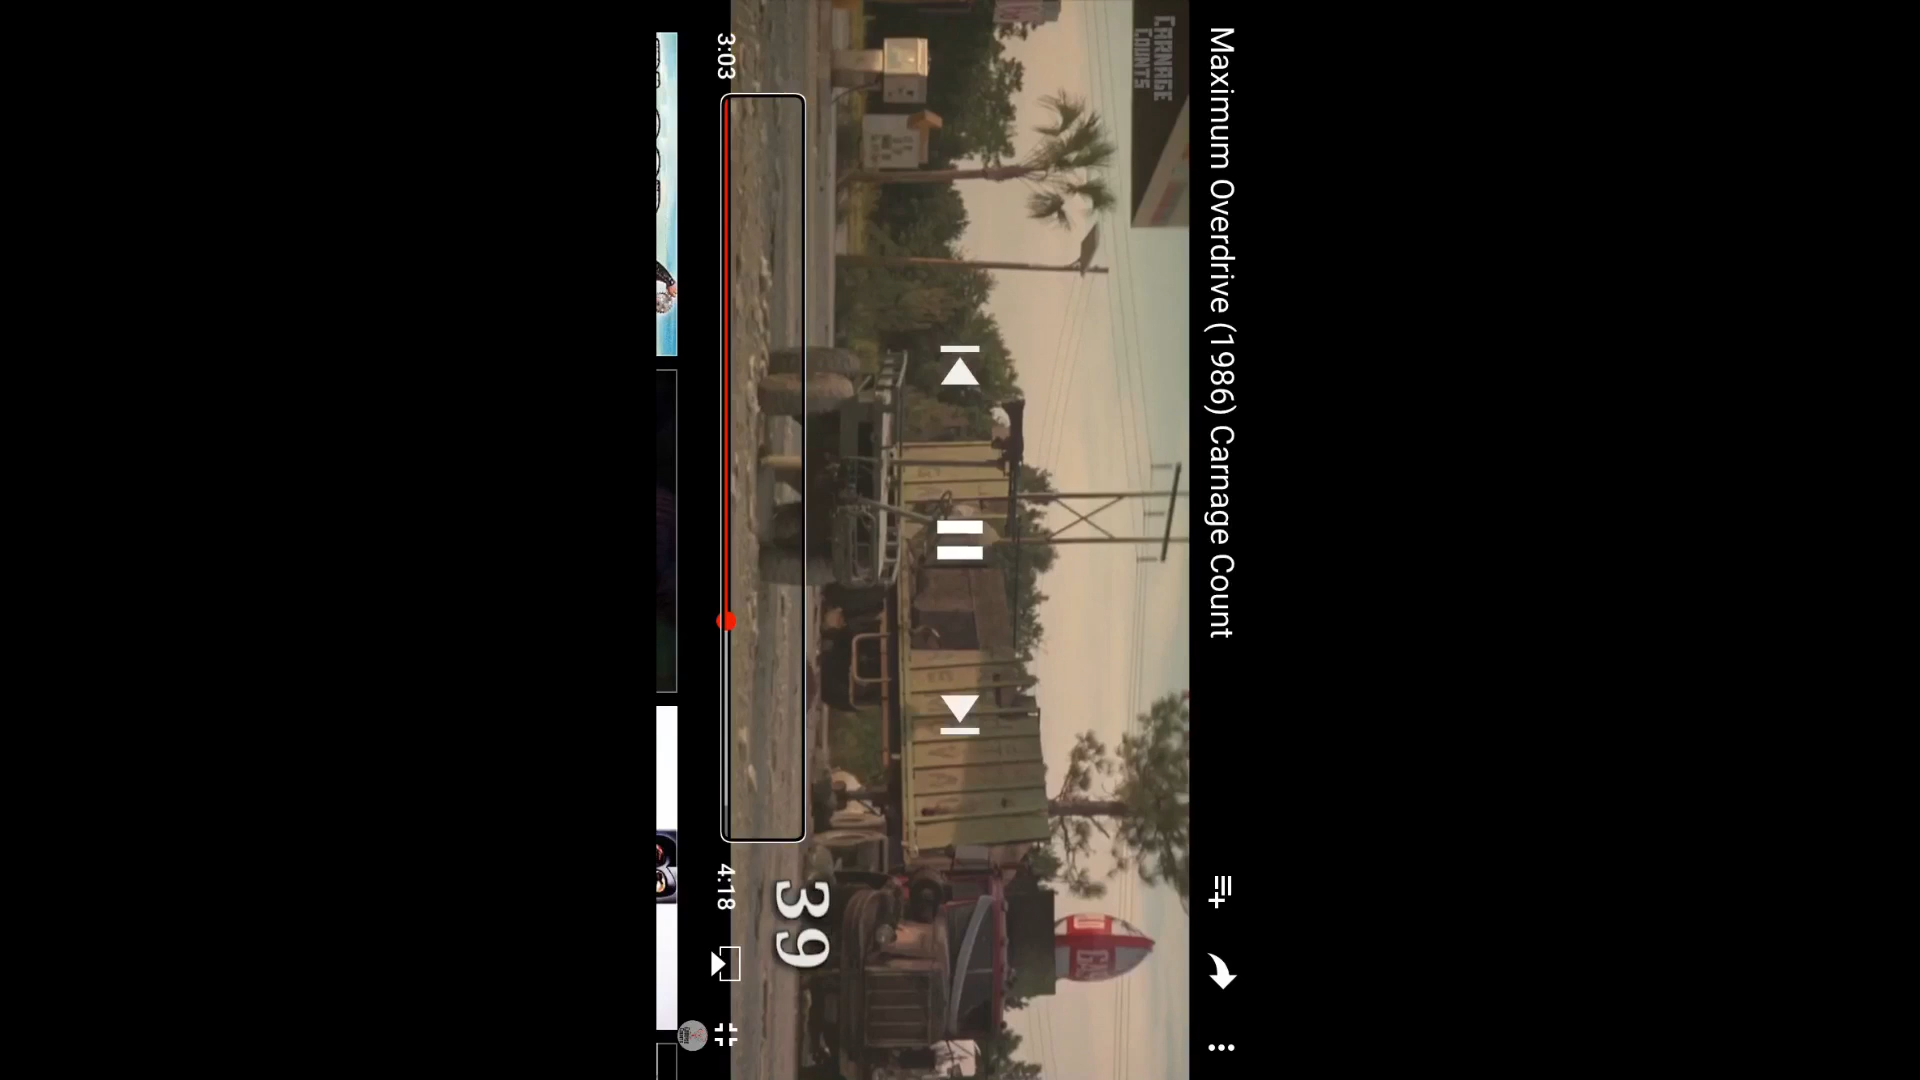 Maximum Overdrive (1986) Carnage Count
CARNAGE
COUNTS
39
3:03
4:18